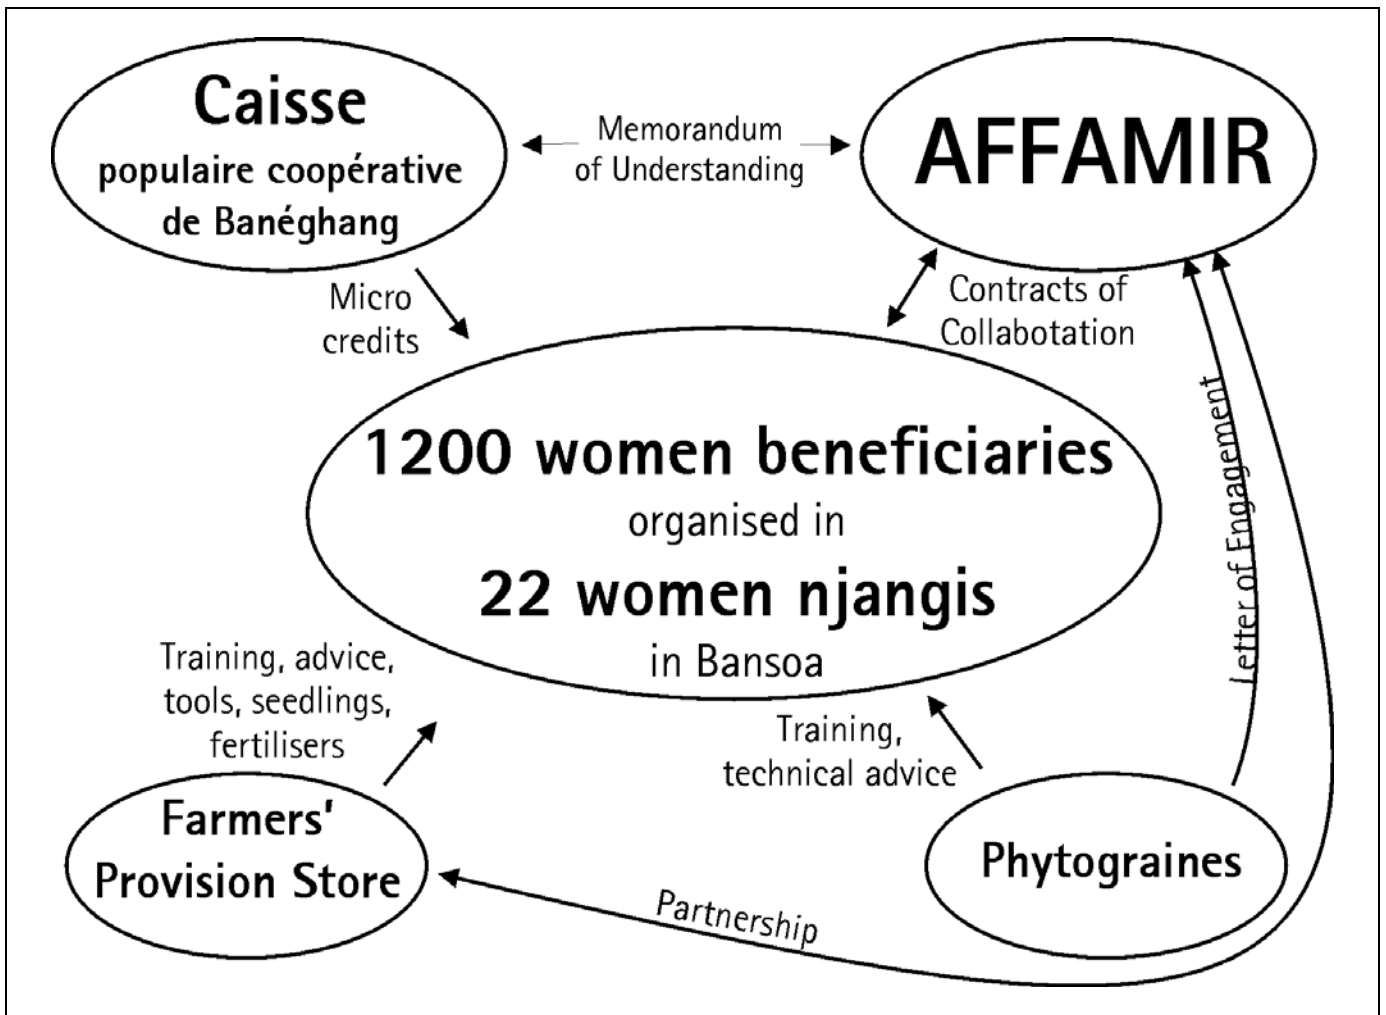 Caisse
populaire coopérative
de Banéghang
Memorandum
of Understanding
AFFAMIR
Micro
credits
Contracts of
Collabotation
1200 women beneficiaries
organised in
22 women njangis
in Bansoa
Letter of Engagement
Training, advice,
tools, seedlings,
fertilisers
Training,
technical advice
Farmers'
Provision Store
Phytograines
Partnership